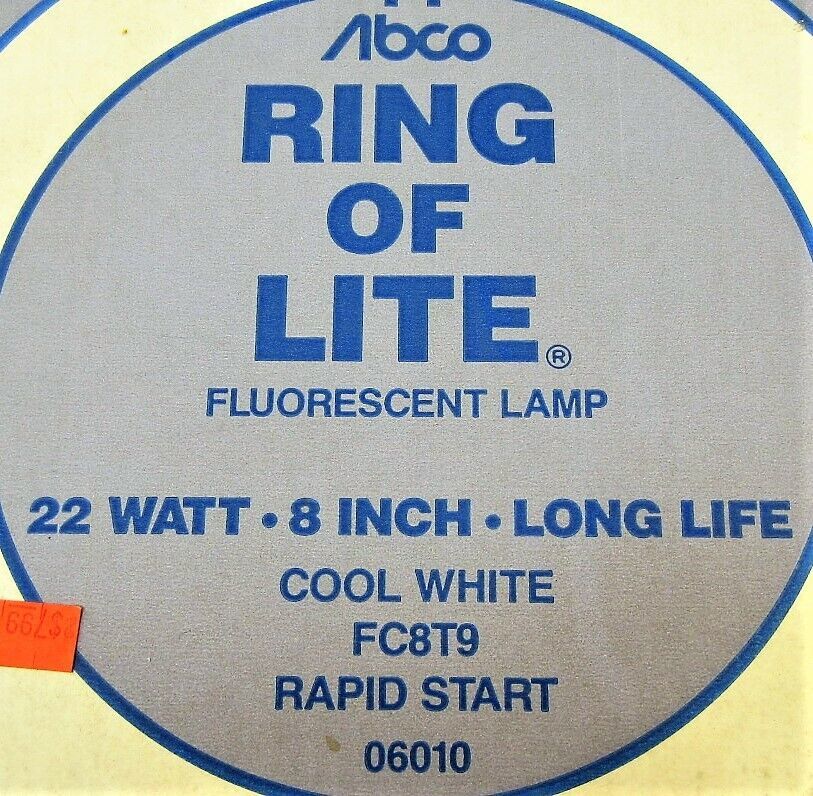 Abco
RING
OF
LITE®
FLUORESCENT LAMP
22 WATT • 8 INCH • LONG LIFE
COOL WHITE
FC8T9
RAPID START
06010